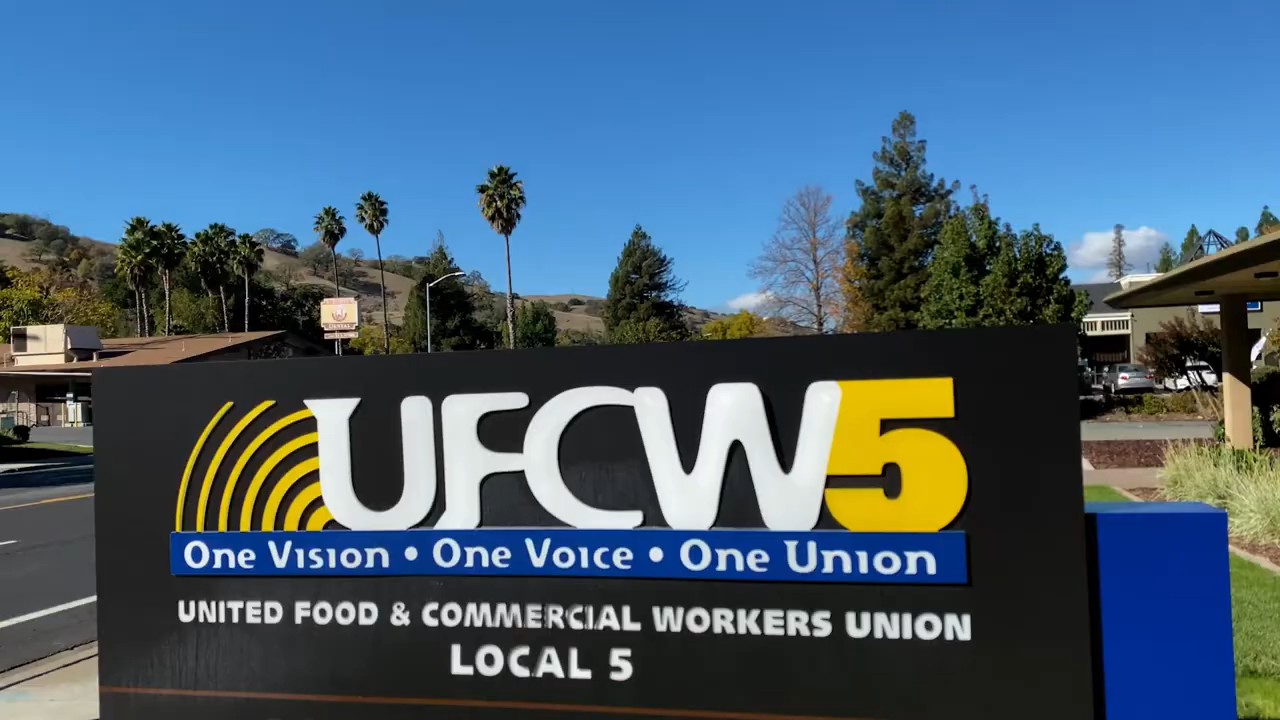 UFCW5
One Vision • One Voice • One Union
UNITED FOOD & COMMERCIAL WORKERS UNION
LOCAL 5